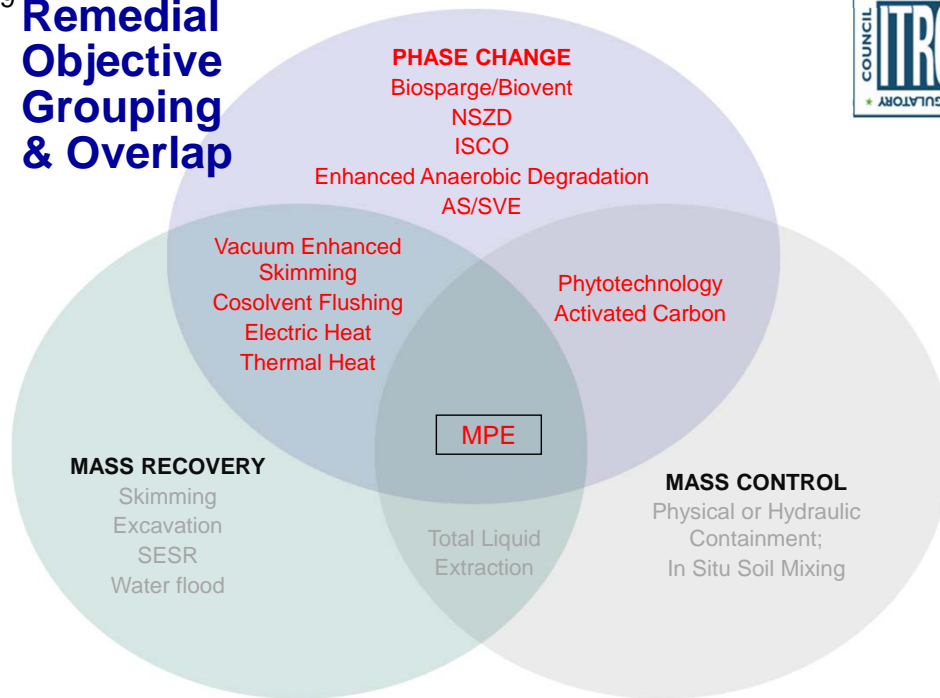 9
Remedial
Objective
Grouping
& Overlap
COUNCIL
PHASE CHANGE
Biosparge/Biovent
NSZD
ISCO
Enhanced Anaerobic Degradation
AS/SVE
Vacuum Enhanced
Skimming
Cosolvent Flushing
Electric Heat
Thermal Heat
Phytotechnology
Activated Carbon
MPE
MASS RECOVERY
Skimming
Excavation
SESR
Water flood
Total Liquid
Extraction
MASS CONTROL
Physical or Hydraulic
Containment;
In Situ Soil Mixing